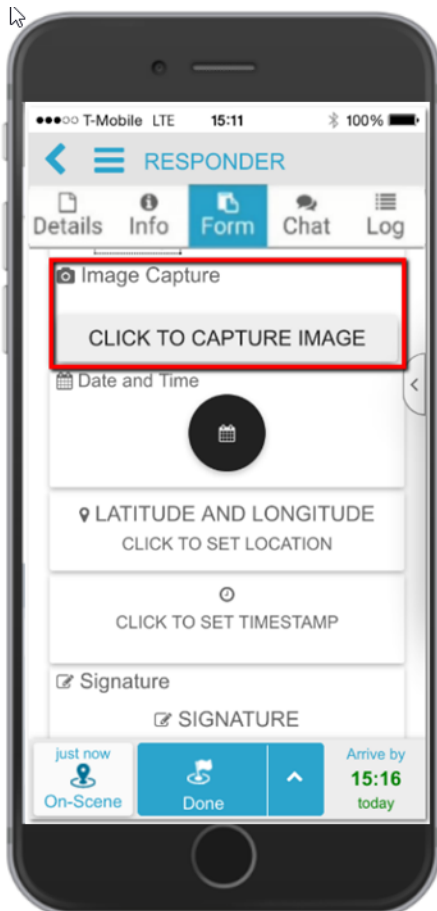 T-Mobile LTE 15:11 100%
RESPONDER
Details Info Form Chat Log
Image Capture
CLICK TO CAPTURE IMAGE
Date and Time
LATITUDE AND LONGITUDE
CLICK TO SET LOCATION
CLICK TO SET TIMESTAMP
Signature
SIGNATURE
just now
On-Scene
Done
Arrive by
15:16
today